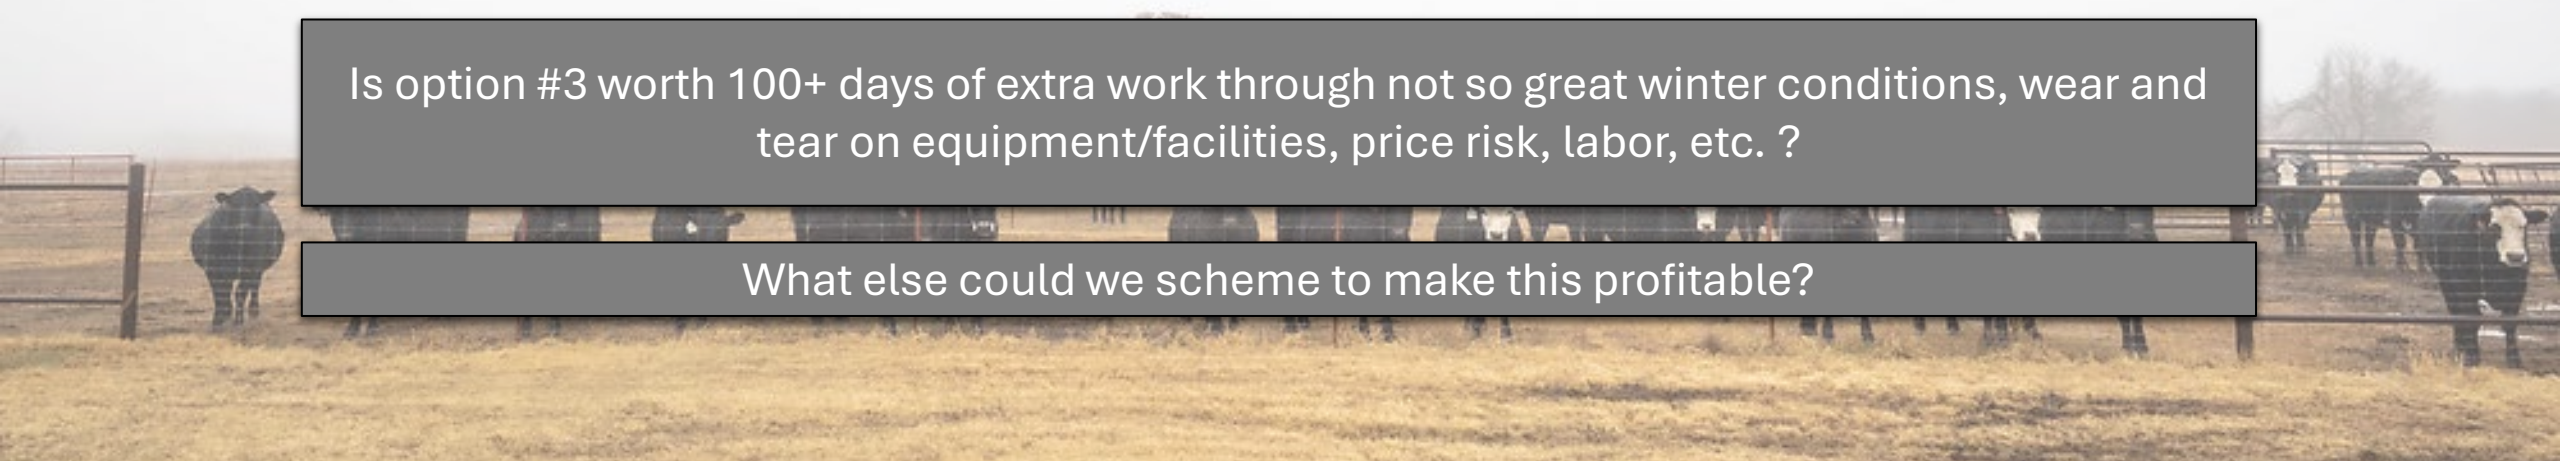 Is option #3 worth 100+ days of extra work through not so great winter conditions, wear and
tear on equipment/facilities, price risk, labor, etc. ?
What else could we scheme to make this profitable?